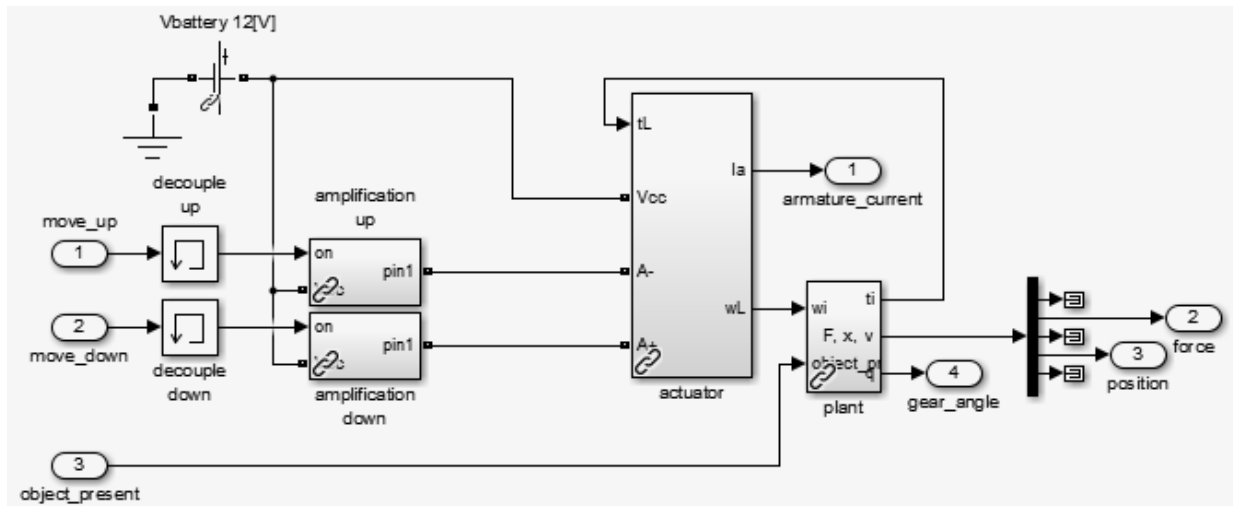 Vbattery 12[V]
decouple
up
move_up
1
amplification
up
on
pin1
move_down
2
decouple
down
on
pin1
amplification
down
3
object_present
tL
Vcc
A-
A+
Ia
wL
actuator
1
armature_current
wi
ti
F, x, v
q
plant
4
gear_angle
2
force
3
position